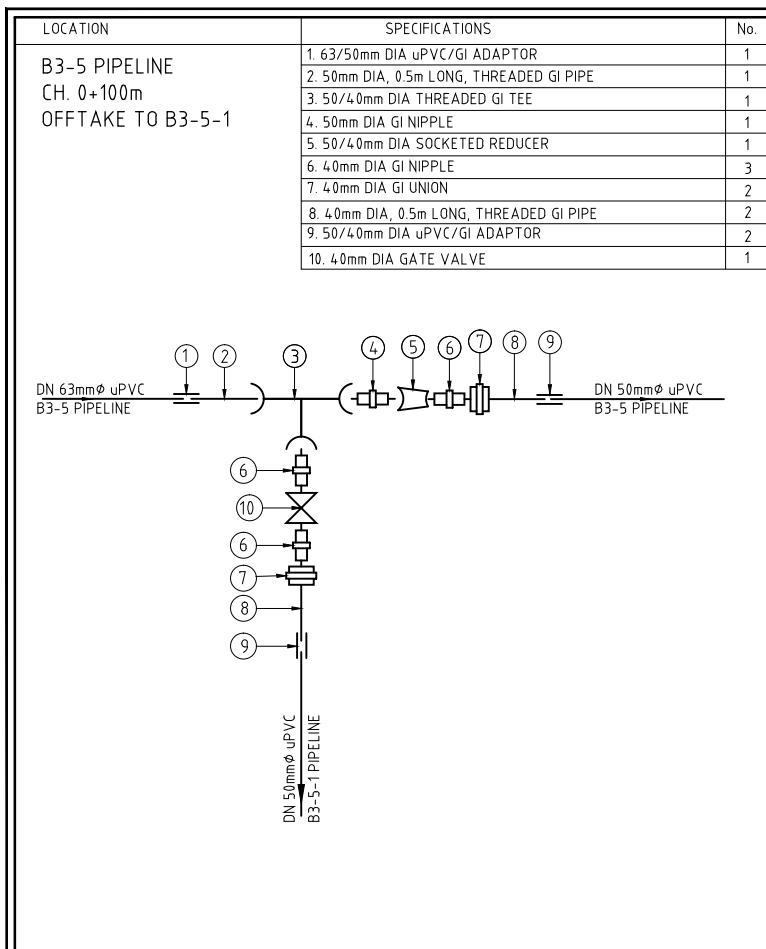 LOCATION SPECIFICATIONS No.
B3-5 PIPELINE
CH. 0+100m
OFFTAKE TO B3-5-1
1. 63/50mm DIA uPVC/GI ADAPTOR 1
2. 50mm DIA, 0.5m LONG, THREADED GI PIPE 1
3. 50/40mm DIA THREADED GI TEE 1
4. 50mm DIA GI NIPPLE 1
5. 50/40mm DIA SOCKETED REDUCER 1
6. 40mm DIA GI NIPPLE 3
7. 40mm DIA GI UNION 2
8. 40mm DIA, 0.5m LONG, THREADED GI PIPE 2
9. 50/40mm DIA uPVC/GI ADAPTOR 2
10. 40mm DIA GATE VALVE 1
1 2 3 4 5 6 7 8 9
DN 63mmϕ uPVC
B3-5 PIPELINE
DN 50mmϕ uPVC
B3-5 PIPELINE
6
10
6
7
8
9
DN 50mmϕ uPVC
B3-5-1 PIPELINE